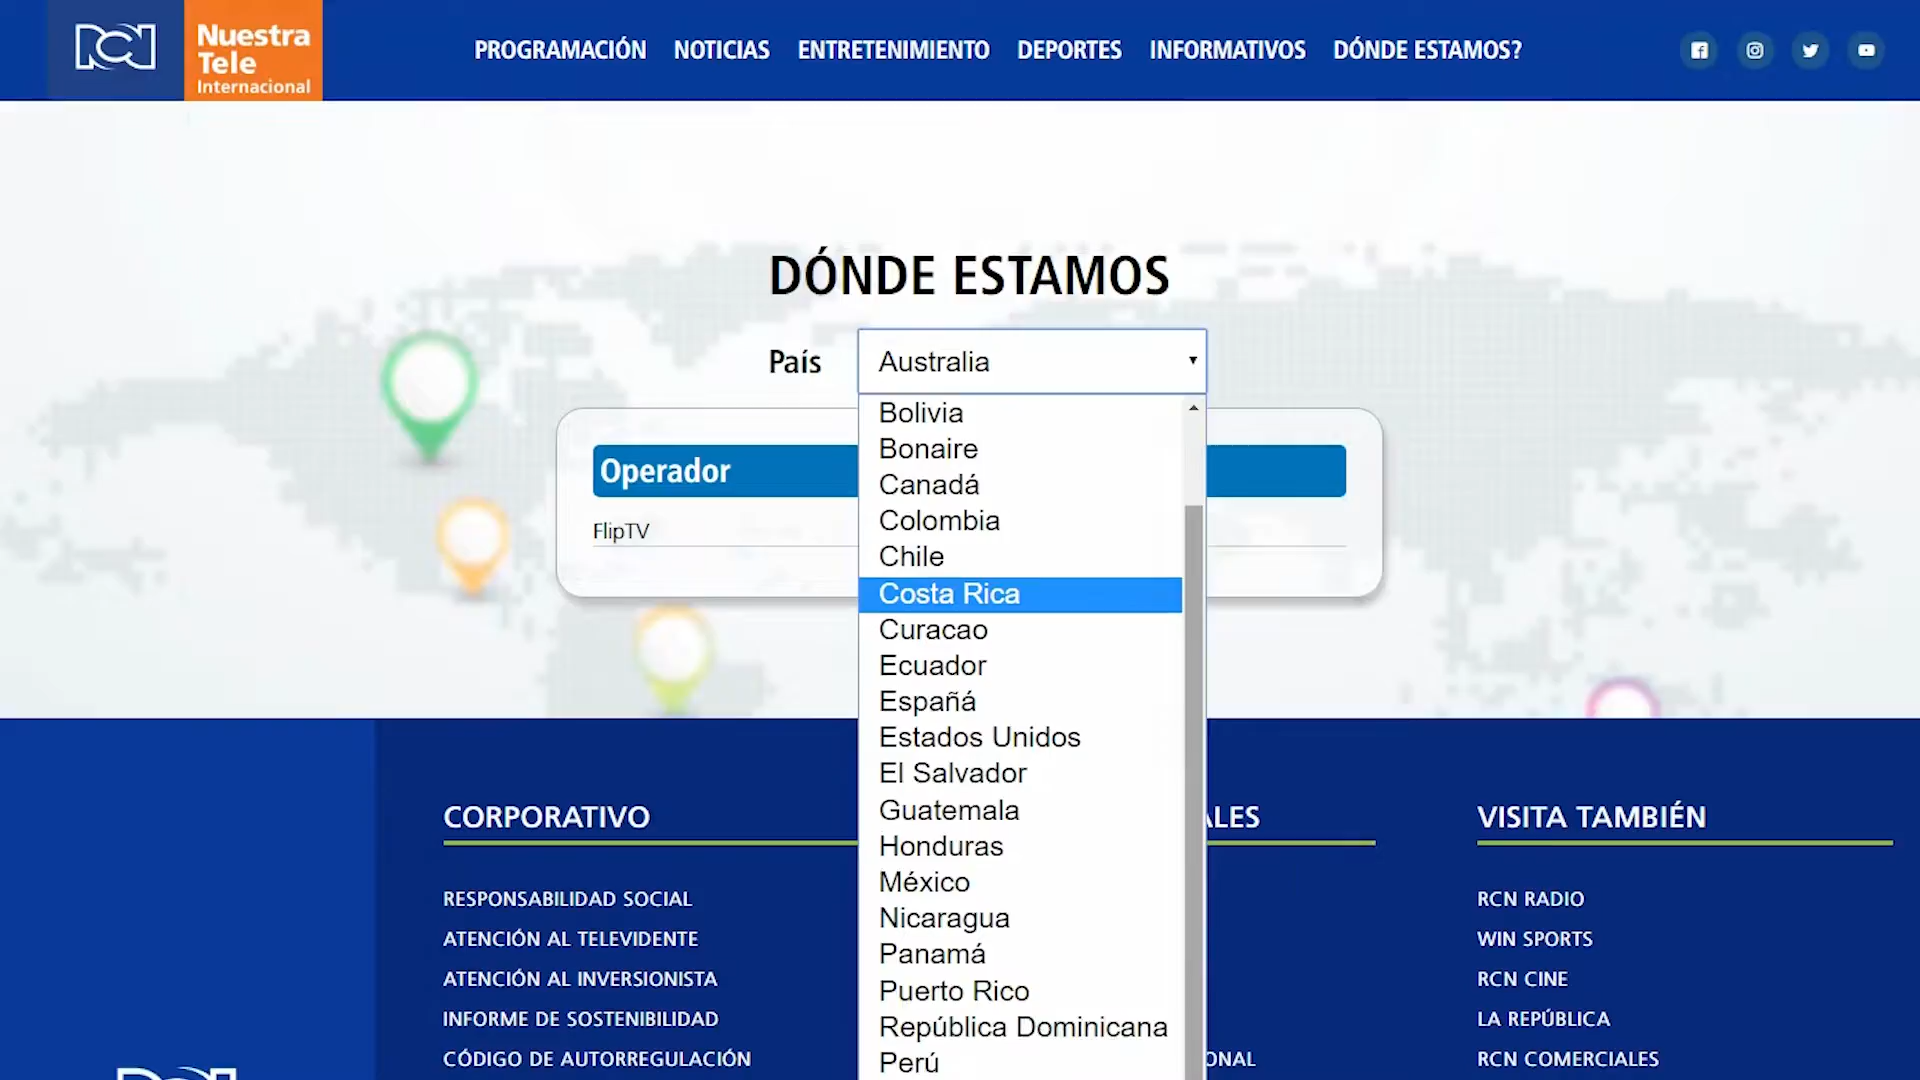 RCN
Nuestra
Tele
Internacional
PROGRAMACIÓN NOTICIAS ENTRETENIMIENTO DEPORTES INFORMATIVOS DÓNDE ESTAMOS?
DÓNDE ESTAMOS
País
Australia
Operador
FlipTV
Bolivia
Bonaire
Canadá
Colombia
Chile
Costa Rica
Curacao
Ecuador
Españá
Estados Unidos
El Salvador
Guatemala
Honduras
México
Nicaragua
Panamá
Puerto Rico
República Dominicana
Perú
CORPORATIVO
RESPONSABILIDAD SOCIAL
ATENCIÓN AL TELEVIDENTE
ATENCIÓN AL INVERSIONISTA
INFORME DE SOSTENIBILIDAD
CÓDIGO DE AUTORREGULACIÓN
ALES
ONAL
VISITA TAMBIÉN
RCN RADIO
WIN SPORTS
RCN CINE
LA REPÚBLICA
RCN COMERCIALES